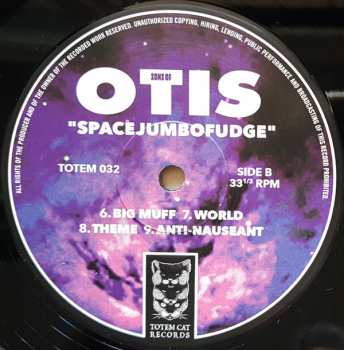 ALL RIGHTS OF THE PRODUCER AND OF THE OWNER OF THE RECORDED WORK RESERVED. UNAUTHORIZED COPYING, HIRING, LENDING, PUBLIC PERFORMANCE AND BROADCASTING OF THIS RECORD PROHIBITED.
SONS OF
OTIS
"SPACEJUMBOFUDGE"
TOTEM 032
SIDE B
33 1/3 RPM
6. BIG MUFF 7. WORLD
8. THEME 9. ANTI-NAUSEANT
TOTEM CAT
RECORDS